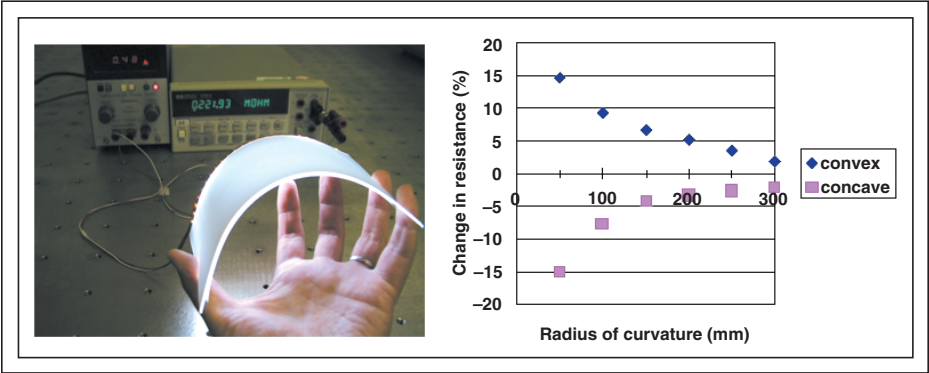 0.48
0221.93 MOHM
Change in resistance (%)
20
15
10
5
0
−5
−10
−15
−20
0 100 200 300
Radius of curvature (mm)
convex
concave